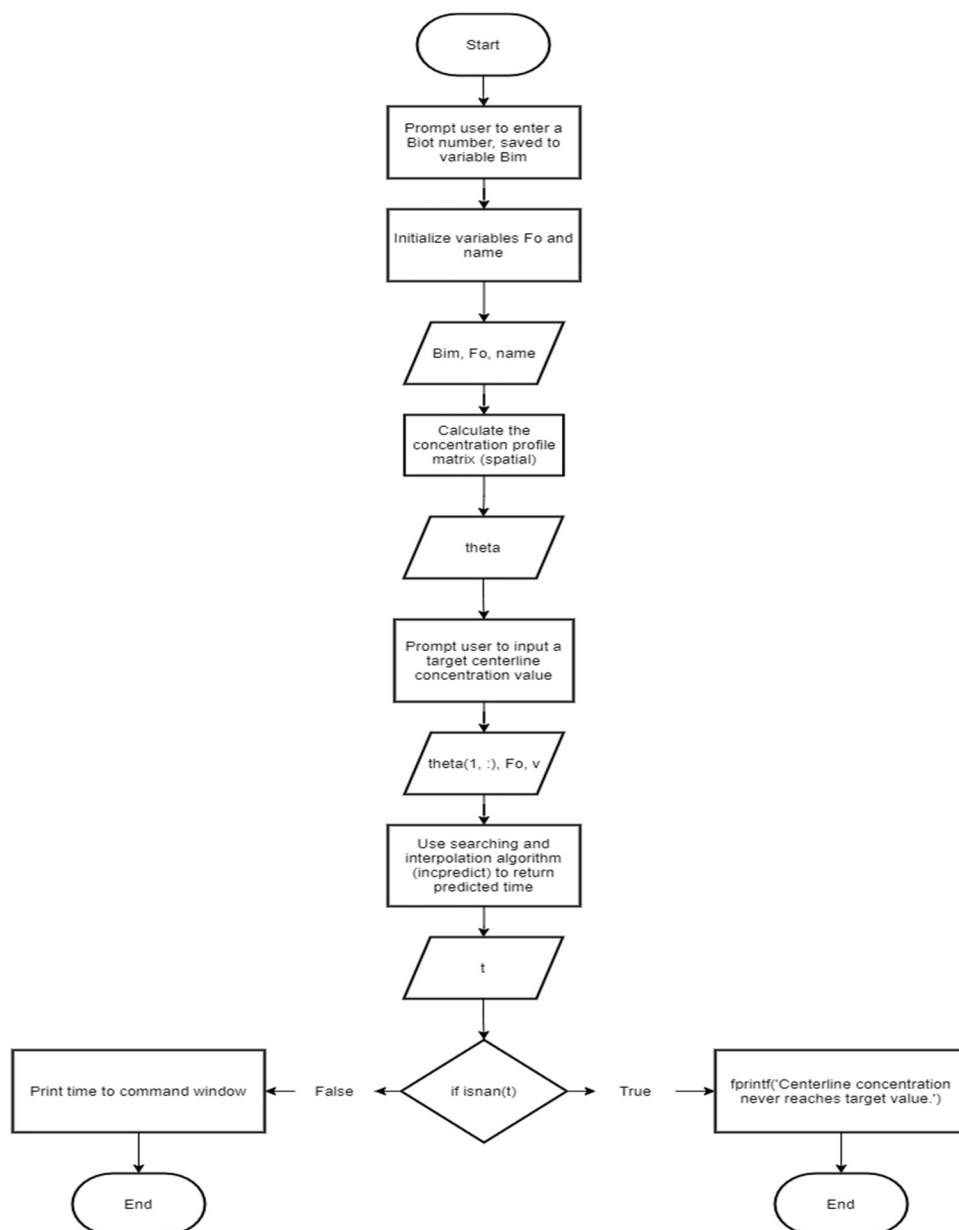 Start
Prompt user to enter a
Biot number, saved to
variable Bim
Initialize variables Fo and
name
Bim, Fo, name
Calculate the
concentration profile
matrix (spatial)
theta
Prompt user to input a
target centerline
concentration value
theta(1, :), Fo, v
Use searching and
interpolation algorithm
(incpredict) to return
predicted time
t
if isnan(t)
False
True
Print time to command window
fprintf('Centerline concentration
never reaches target value.')
End
End